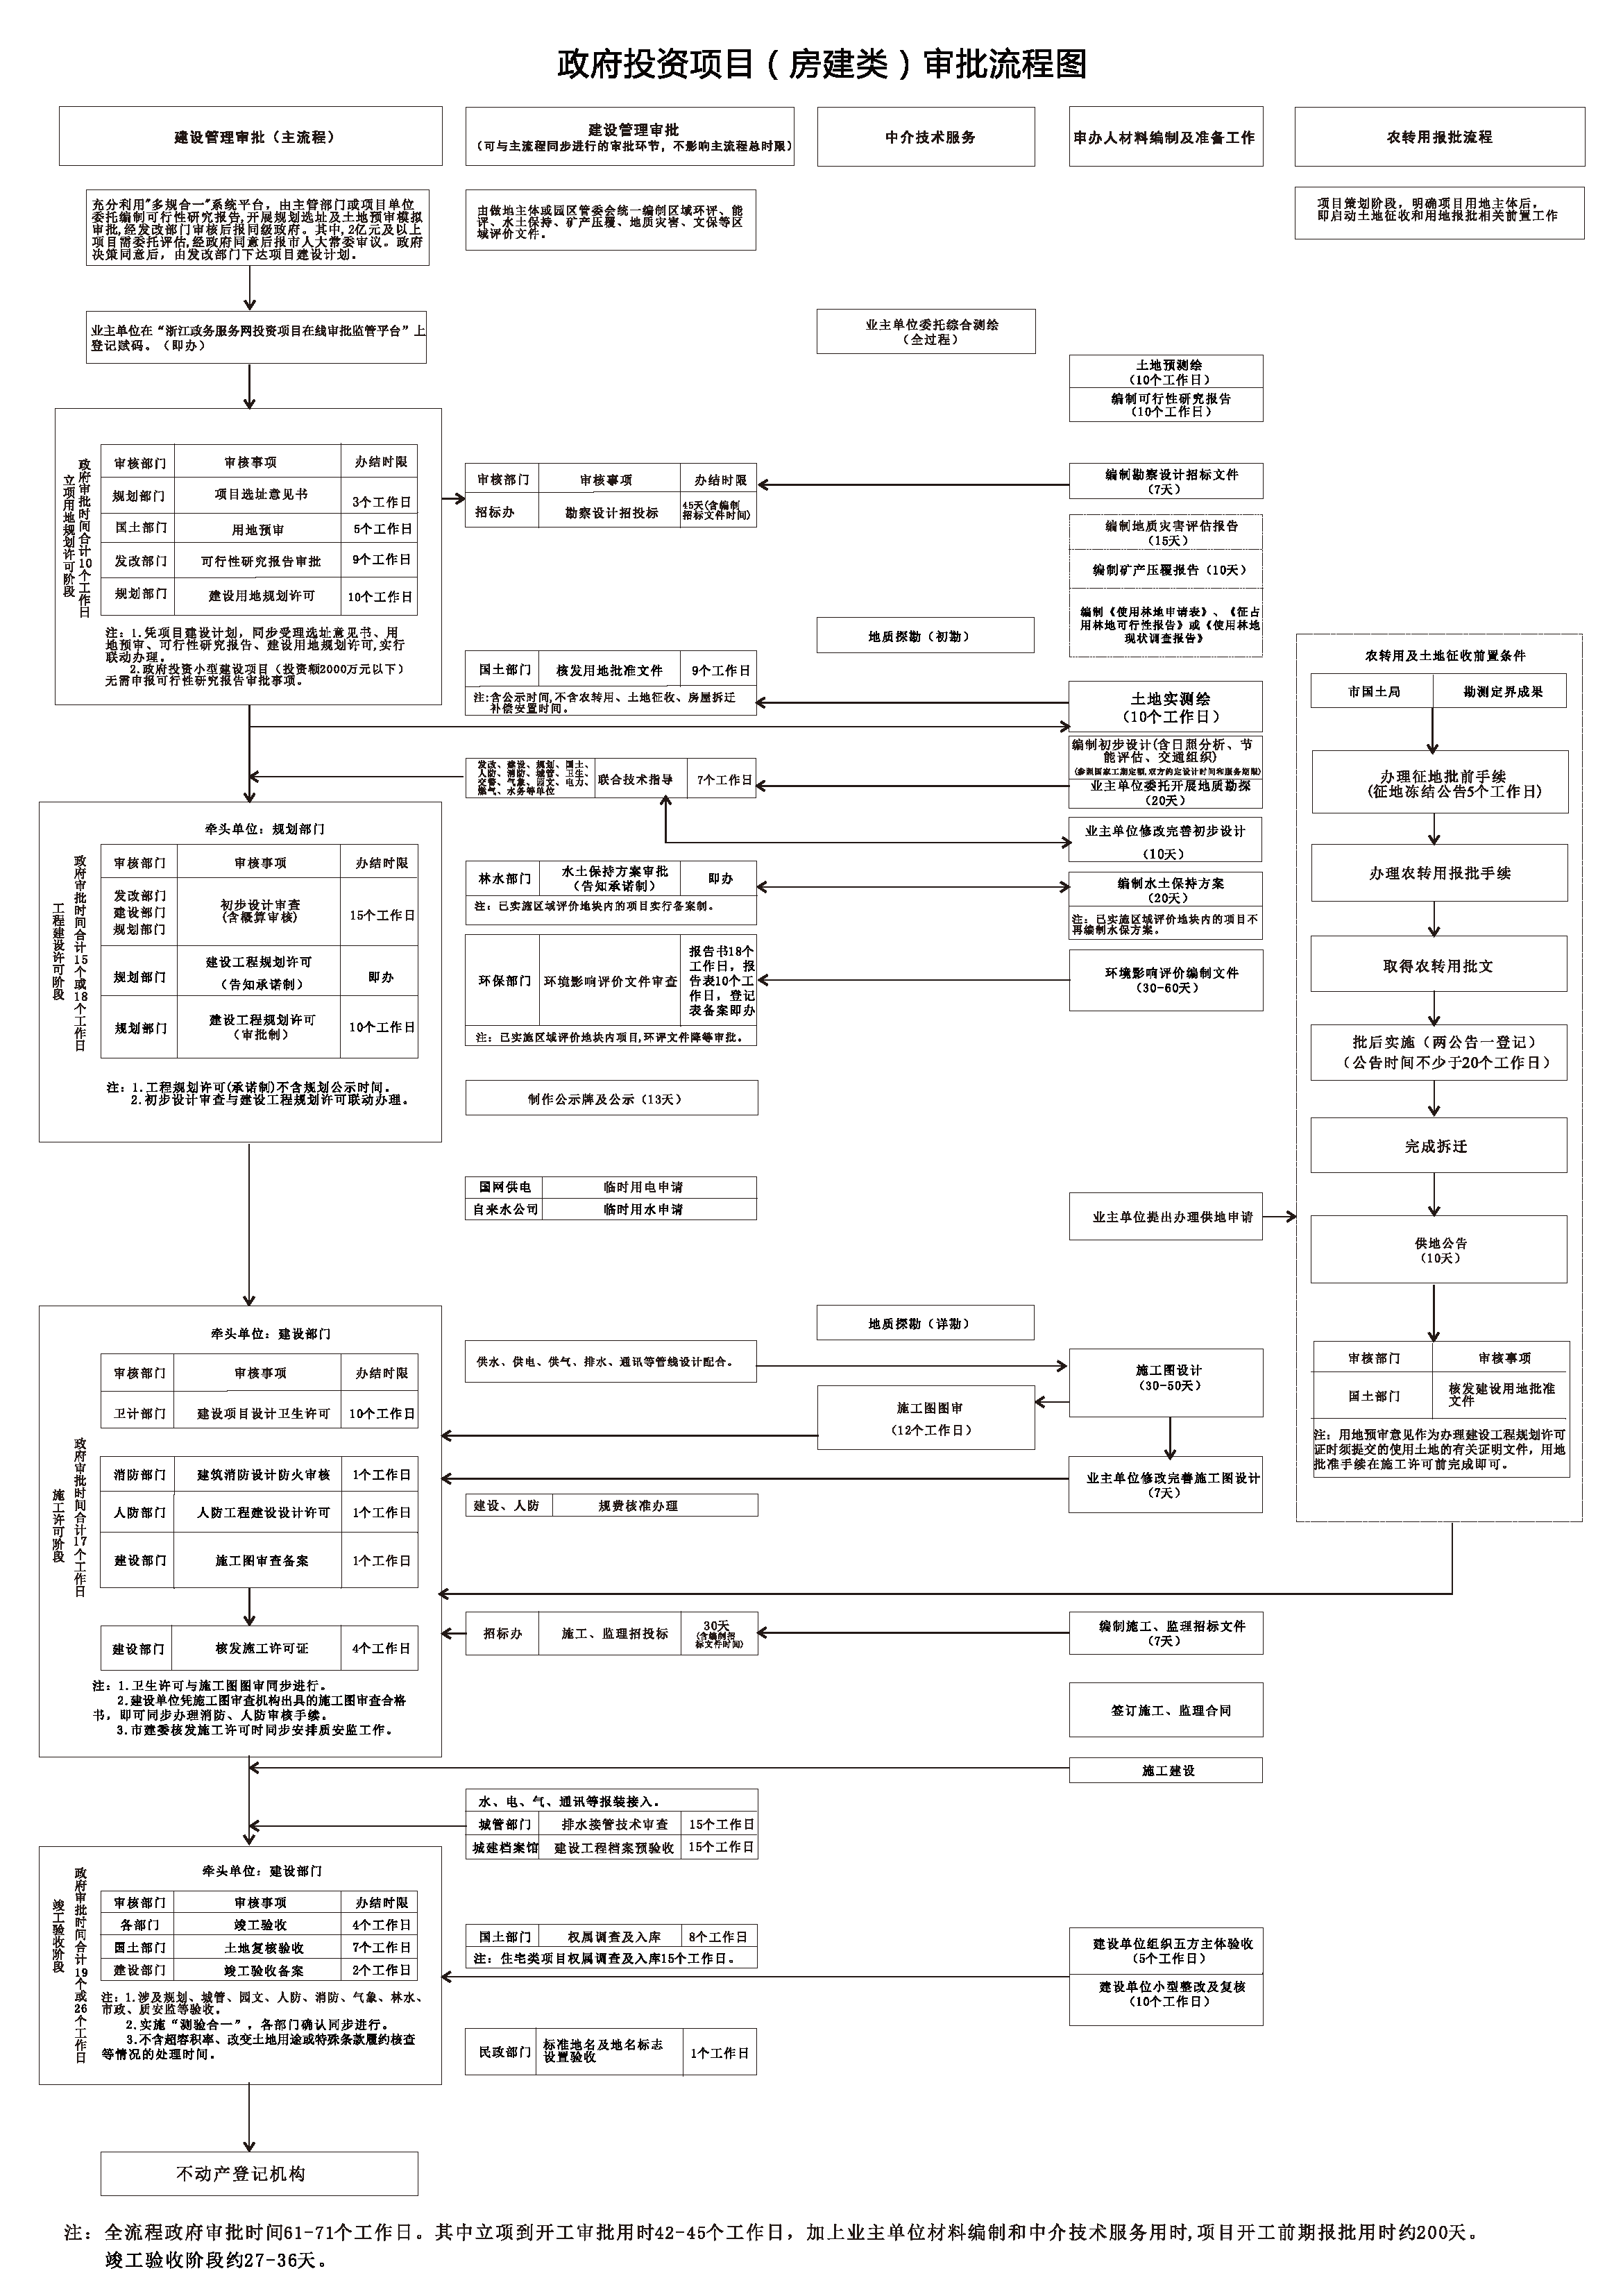 政府投资项目（房建类）审批流程图
建设管理审批（主流程）
建设管理审批
（可与主流程同步进行的审批环节，不影响主流程总时限）
中介技术服务
申办人材料编制及准备工作
农转用报批流程
充分利用"多规合一"系统平台，由主管部门或项目单位
委托编制可行性研究报告,开展规划选址及土地预审模拟
审批,经发改部门审核后报同级政府。其中,2亿元及以上
项目需委托评估,经政府同意后报市人大常委审议。政府
决策同意后，由发改部门下达项目建设计划。
由做地主体或园区管委会统一编制区域环评、能
评、水土保持、矿产压覆、地质灾害、文保等区
域评价文件。
项目策划阶段，明确项目用地主体后，
即启动土地征收和用地报批相关前置工作
业主单位在“浙江政务服务网投资项目在线审批监管平台”上
登记赋码。（即办）
业主单位委托综合测绘
（全过程）
土地预测绘
（10个工作日）
编制可行性研究报告
（10个工作日）
立项用地规划许可阶段
政府审批时间合计10个工作日
审核部门 审核事项 办结时限
规划部门 项目选址意见书 3个工作日
国土部门 用地预审 5个工作日
发改部门 可行性研究报告审批 9个工作日
规划部门 建设用地规划许可 10个工作日
注：1.凭项目建设计划，同步受理选址意见书、用
地预审、可行性研究报告、建设用地规划许可,实行
联动办理。
2.政府投资小型建设项目（投资额2000万元以下）
无需申报可行性研究报告审批事项。
审核部门 审核事项 办结时限
招标办 勘察设计招投标 45天(含编制
招标文件时间)
编制勘察设计招标文件
（7天）
编制地质灾害评估报告
（15天）
编制矿产压覆报告（10天）
编制《使用林地申请表》、《征占
用林地可行性报告》或《使用林地
现状调查报告》
地质探勘（初勘）
国土部门 核发用地批准文件 9个工作日
注:含公示时间,不含农转用、土地征收、房屋拆迁
补偿安置时间。
土地实测绘
（10个工作日）
编制初步设计(含日照分析、节
能评估、交通组织)
(参照国家工期定额,双方约定设计时间和服务期限)
业主单位委托开展地质勘探
（20天）
发改、建设、规划、国土、
人防、消防、城管、卫生、
交警、气象、园文、电力、
燃气、水务等单位
联合技术指导 7个工作日
业主单位修改完善初步设计
（10天）
工程建设许可阶段
政府审批时间合计15个或18个工作日
牵头单位：规划部门
审核部门 审核事项 办结时限
发改部门
建设部门
规划部门
初步设计审查
(含概算审核)
15个工作日
规划部门 建设工程规划许可
（告知承诺制）
即办
规划部门 建设工程规划许可
（审批制）
10个工作日
注：1.工程规划许可(承诺制)不含规划公示时间。
2.初步设计审查与建设工程规划许可联动办理。
林水部门 水土保持方案审批
（告知承诺制）
即办
注：已实施区域评价地块内的项目实行备案制。
编制水土保持方案
（20天）
注：已实施区域评价地块内的项目不
再编制水保方案。
环保部门 环境影响评价文件审查
报告书18个
工作日，报
告表10个工
作日，登记
表备案即办
注：已实施区域评价地块内项目,环评文件降等审批。
环境影响评价编制文件
（30-60天）
制作公示牌及公示（13天）
国网供电 临时用电申请
自来水公司 临时用水申请
业主单位提出办理供地申请
农转用及土地征收前置条件
市国土局 勘测定界成果
办理征地批前手续
(征地冻结公告5个工作日)
办理农转用报批手续
取得农转用批文
批后实施（两公告一登记）
（公告时间不少于20个工作日）
完成拆迁
供地公告
（10天）
审核部门 审核事项
国土部门 核发建设用地批准
文件
注：用地预审意见作为办理建设工程规划许可
证时须提交的使用土地的有关证明文件，用地
批准手续在施工许可前完成即可。
施工许可阶段
政府审批时间合计17个工作日
牵头单位：建设部门
审核部门 审核事项 办结时限
卫计部门 建设项目设计卫生许可 10个工作日
消防部门 建筑消防设计防火审核 1个工作日
人防部门 人防工程建设设计许可 1个工作日
建设部门 施工图审查备案 1个工作日
建设部门 核发施工许可证 4个工作日
注：1.卫生许可与施工图图审同步进行。
2.建设单位凭施工图审查机构出具的施工图审查合格
书，即可同步办理消防、人防审核手续。
3.市建委核发施工许可时同步安排质安监工作。
地质探勘（详勘）
供水、供电、供气、排水、通讯等管线设计配合。
施工图设计
（30-50天）
施工图图审
（12个工作日）
业主单位修改完善施工图设计
（7天）
建设、人防 规费核准办理
招标办 施工、监理招投标 30天
(含编制招
标文件时间)
编制施工、监理招标文件
（7天）
签订施工、监理合同
施工建设
水、电、气、通讯等报装接入。
城管部门 排水接管技术审查 15个工作日
城建档案馆 建设工程档案预验收 15个工作日
竣工验收阶段
政府审批时间合计19个或26个工作日
牵头单位：建设部门
审核部门 审核事项 办结时限
各部门 竣工验收 4个工作日
国土部门 土地复核验收 7个工作日
建设部门 竣工验收备案 2个工作日
注：1.涉及规划、城管、园文、人防、消防、气象、林水、
市政、质安监等验收。
2.实施“测验合一”，各部门确认同步进行。
3.不含超容积率、改变土地用途或特殊条款履约核查
等情况的处理时间。
国土部门 权属调查及入库 8个工作日
注：住宅类项目权属调查及入库15个工作日。
建设单位组织五方主体验收
（5个工作日）
建设单位小型整改及复核
（10个工作日）
民政部门 标准地名及地名标志
设置验收
1个工作日
不动产登记机构
注：全流程政府审批时间61-71个工作日。其中立项到开工审批用时42-45个工作日，加上业主单位材料编制和中介技术服务用时,项目开工前期报批用时约200天。
竣工验收阶段约27-36天。